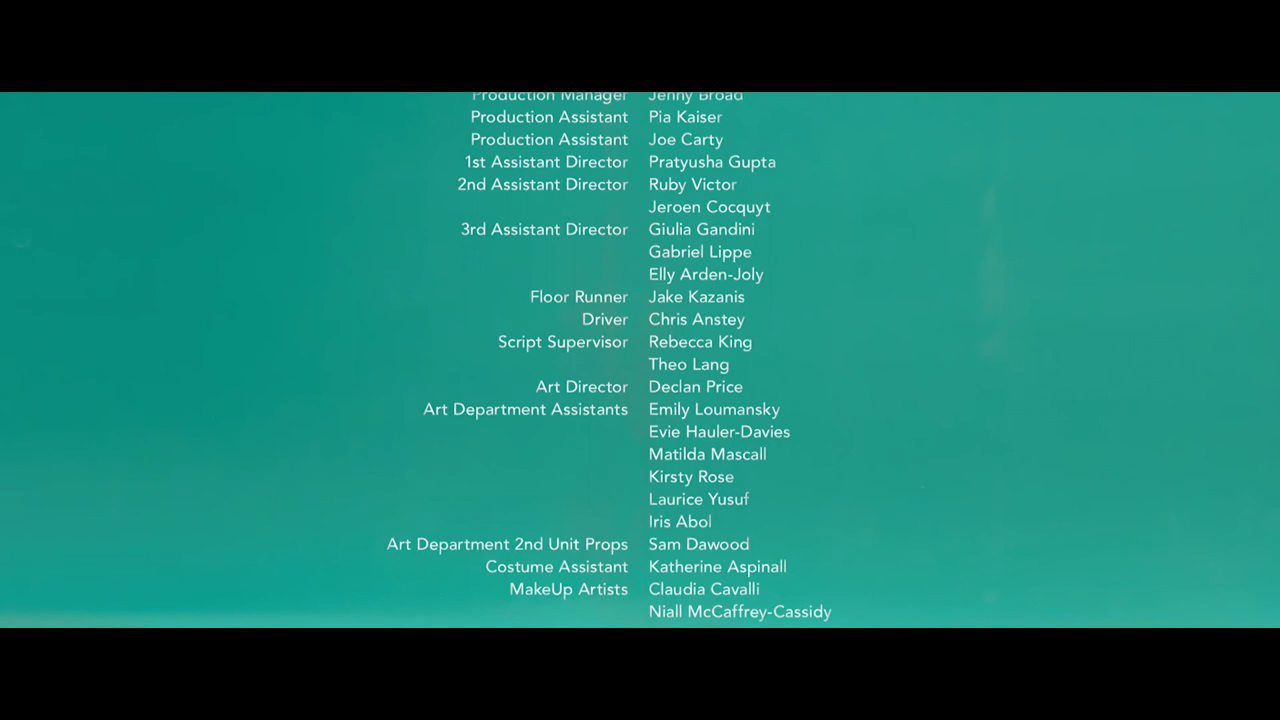 Production Manager Jenny Broad
Production Assistant Pia Kaiser
Production Assistant Joe Carty
1st Assistant Director Pratyusha Gupta
2nd Assistant Director Ruby Victor
Jeroen Cocquyt
3rd Assistant Director Giulia Gandini
Gabriel Lippe
Elly Arden-Joly
Floor Runner Jake Kazanis
Driver Chris Anstey
Script Supervisor Rebecca King
Theo Lang
Art Director Declan Price
Art Department Assistants Emily Loumansky
Evie Hauler-Davies
Matilda Mascall
Kirsty Rose
Laurice Yusuf
Iris Abol
Art Department 2nd Unit Props Sam Dawood
Costume Assistant Katherine Aspinall
MakeUp Artists Claudia Cavalli
Niall McCaffrey-Cassidy